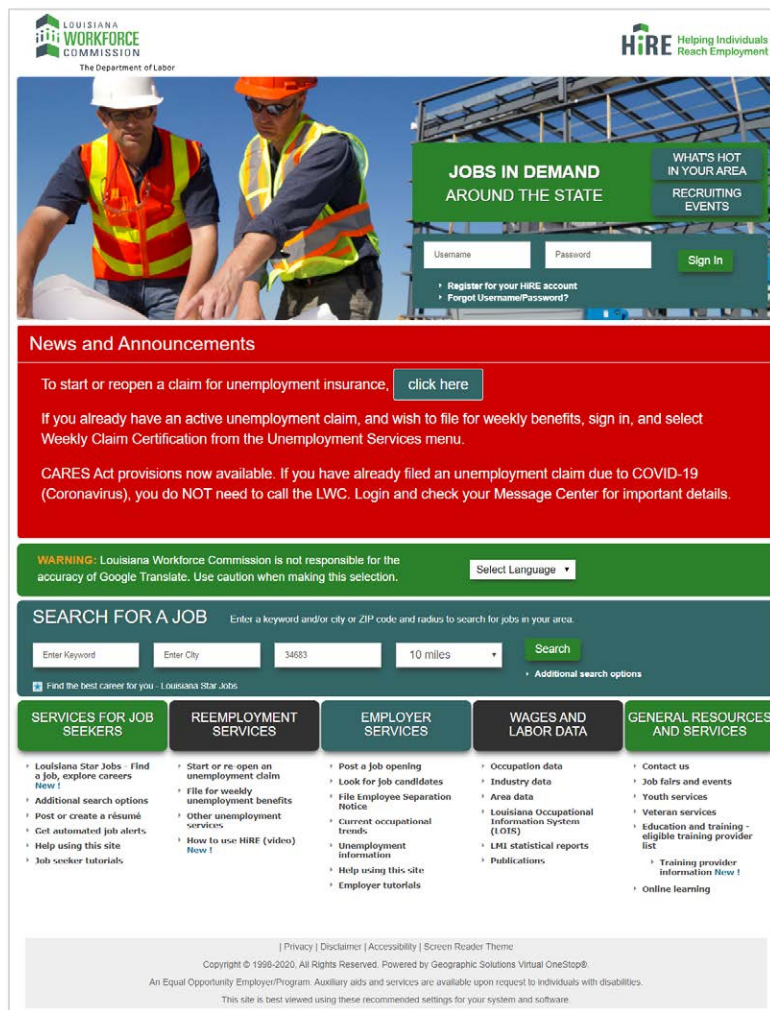 LOUISIANA
WORKFORCE
COMMISSION
The Department of Labor
HiRE Helping Individuals
Reach Employment
JOBS IN DEMAND
AROUND THE STATE
WHAT'S HOT
IN YOUR AREA
RECRUITING
EVENTS
Username
Password
Sign In
Register for your HiRE account
Forgot Username/Password?
News and Announcements
To start or reopen a claim for unemployment insurance, click here
If you already have an active unemployment claim, and wish to file for weekly benefits, sign in, and select
Weekly Claim Certification from the Unemployment Services menu.
CARES Act provisions now available. If you have already filed an unemployment claim due to COVID-19
(Coronavirus), you do NOT need to call the LWC. Login and check your Message Center for important details.
WARNING: Louisiana Workforce Commission is not responsible for the
accuracy of Google Translate. Use caution when making this selection.
Select Language
SEARCH FOR A JOB Enter a keyword and/or city or ZIP code and radius to search for jobs in your area.
Enter Keyword
Enter City
34683
10 miles
Search
Additional search options
Find the best career for you - Louisiana Star Jobs
SERVICES FOR JOB
SEEKERS
Louisiana Star Jobs - Find
a job, explore careers
New !
Additional search options
Post or create a résumé
Get automated job alerts
Help using this site
Job seeker tutorials
REEMPLOYMENT
SERVICES
Start or re-open an
unemployment claim
File for weekly
unemployment benefits
Other unemployment
services
How to use HiRE (video)
New !
EMPLOYER
SERVICES
Post a job opening
Look for job candidates
File Employee Separation
Notice
Current occupational
trends
Unemployment
information
Help using this site
Employer tutorials
WAGES AND
LABOR DATA
Occupation data
Industry data
Area data
Louisiana Occupational
Information System
(LOIS)
LMI statistical reports
Publications
GENERAL RESOURCES
AND SERVICES
Contact us
Job fairs and events
Youth services
Veteran services
Education and training -
eligible training provider
list
Training provider
information New !
Online learning
| Privacy | Disclaimer | Accessibility | Screen Reader Theme
Copyright © 1998-2020, All Rights Reserved. Powered by Geographic Solutions Virtual OneStop®.
An Equal Opportunity Employer/Program. Auxiliary aids and services are available upon request to individuals with disabilities.
This site is best viewed using these recommended settings for your system and software.